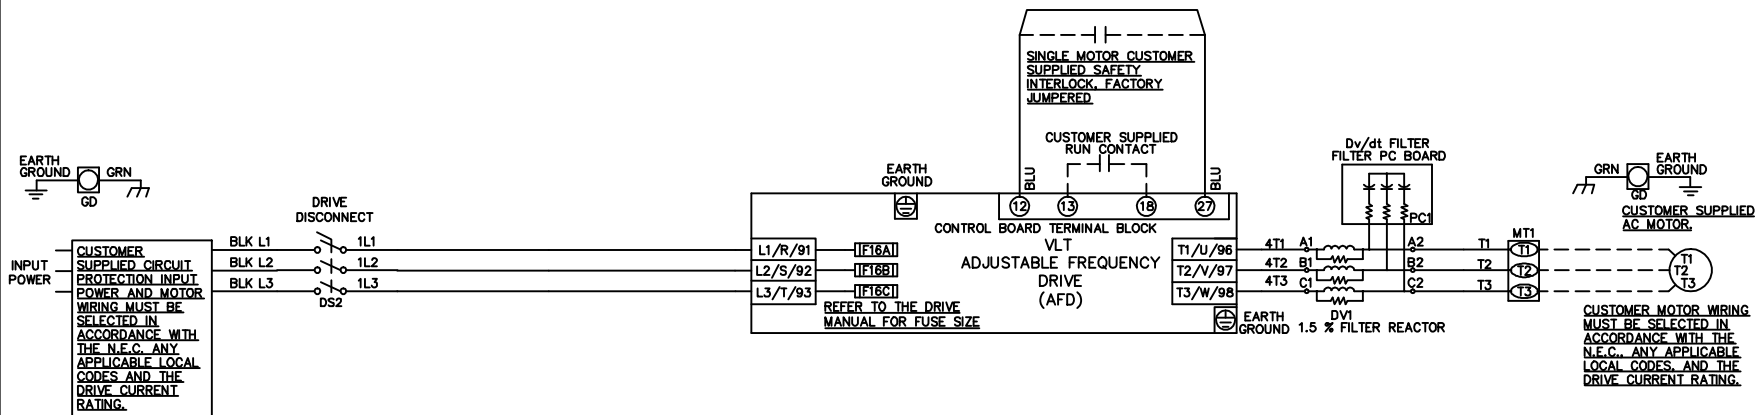 SINGLE MOTOR CUSTOMER
SUPPLIED SAFETY
INTERLOCK, FACTORY
JUMPERED
CUSTOMER SUPPLIED
RUN CONTACT
BLU
BLU
EARTH
GROUND
12
13
18
27
CONTROL BOARD TERMINAL BLOCK
VLT
ADJUSTABLE FREQUENCY
DRIVE
(AFD)
EARTH
GROUND
GRN
GD
INPUT
POWER
CUSTOMER
SUPPLIED CIRCUIT
PROTECTION INPUT
POWER AND MOTOR
WIRING MUST BE
SELECTED IN
ACCORDANCE WITH
THE N.E.C. ANY
APPLICABLE LOCAL
CODES AND THE
DRIVE CURRENT
RATING.
DRIVE
DISCONNECT
BLK L1
1L1
BLK L2
1L2
BLK L3
1L3
DS2
L1/R/91
F16A
L2/S/92
F16B
L3/T/93
F16C
REFER TO THE DRIVE
MANUAL FOR FUSE SIZE
T1/U/96
T2/V/97
T3/W/98
EARTH
GROUND
4T1
A1
A2
T1
4T2
B1
B2
T2
4T3
C1
C2
T3
DV1
1.5 % FILTER REACTOR
Dv/dt FILTER
FILTER PC BOARD
PC1
MT1
T1
T2
T3
GRN
GD
EARTH
GROUND
CUSTOMER SUPPLIED
AC MOTOR.
T1
T2
T3
CUSTOMER MOTOR WIRING
MUST BE SELECTED IN
ACCORDANCE WITH THE
N.E.C., ANY APPLICABLE
LOCAL CODES, AND THE
DRIVE CURRENT RATING.